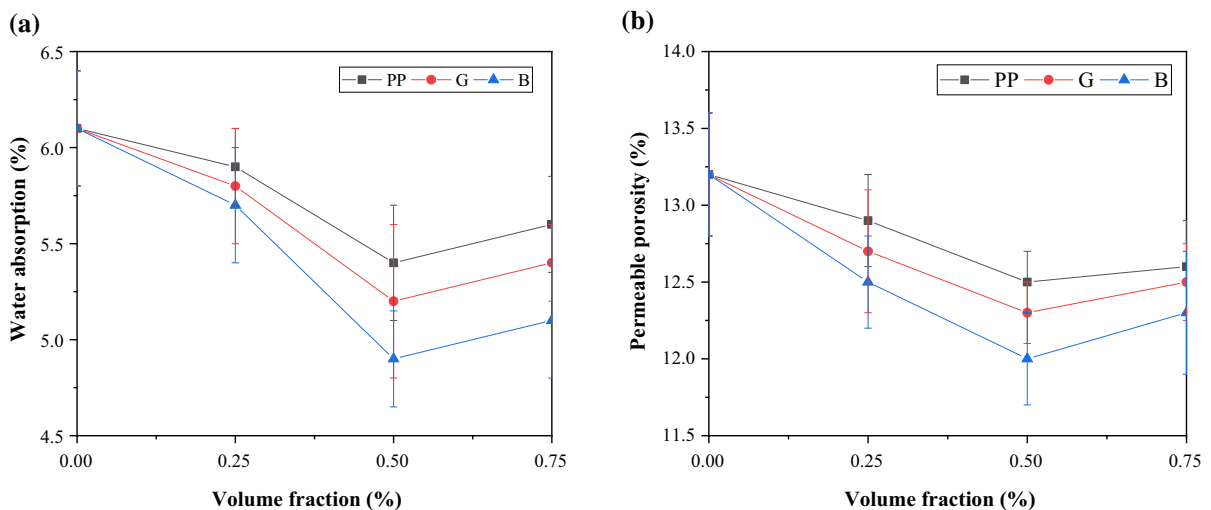 (a)
6.5
6.0
5.5
5.0
4.5
Water absorption (%)
PP G B
0.00 0.25 0.50 0.75
Volume fraction (%)
(b)
14.0
13.5
13.0
12.5
12.0
11.5
Permeable porosity (%)
PP G B
0.00 0.25 0.50 0.75
Volume fraction (%)